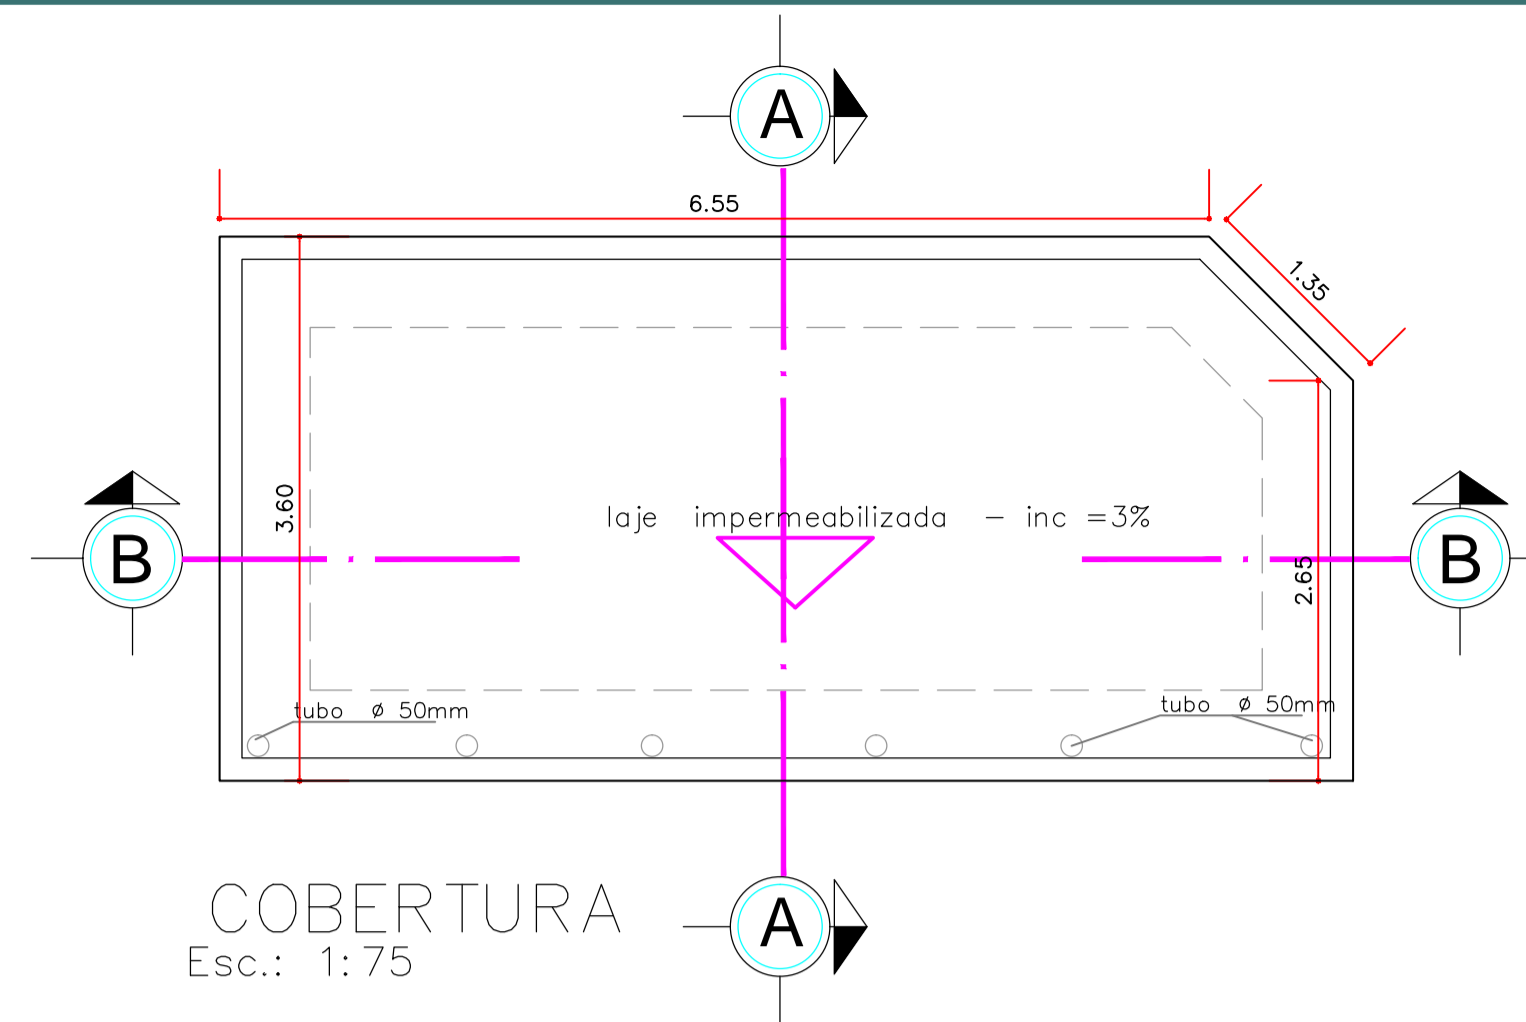 A
6.55
1.35
3.60
laje impermeabilizada - inc =3%
B
B
2.65
tubo ø 50mm
tubo ø 50mm
COBERTURA
A
Esc.: 1:75